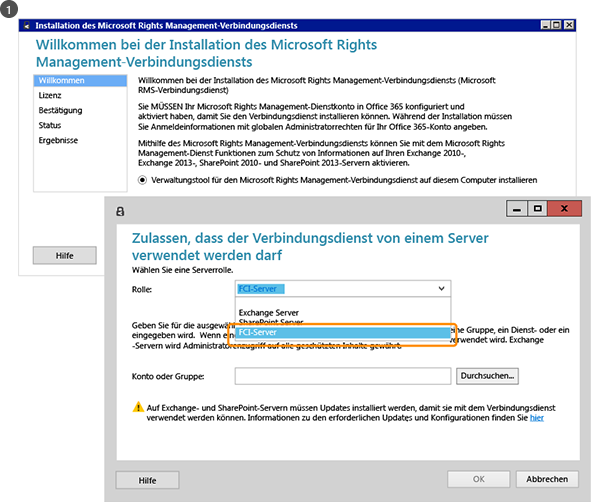 1
Installation des Microsoft Rights Management-Verbindungsdiensts
Willkommen bei der Installation des Microsoft Rights
Management-Verbindungsdiensts
Willkommen
Lizenz
Bestätigung
Status
Ergebnisse
Willkommen bei der Installation des Microsoft Rights Management-Verbindungsdiensts (Microsoft
RMS-Verbindungsdienst)
Sie MÜSSEN Ihr Microsoft Rights Management-Dienstkonto in Office 365 konfiguriert und
aktiviert haben, damit Sie den Verbindungsdienst installieren können. Während der Installation müssen
Sie Anmeldeinformationen mit globalen Administratorrechten für Ihr Office 365-Konto angeben.
Mithilfe des Microsoft Rights Management-Verbindungsdiensts können Sie mit dem Microsoft Rights
Management-Dienst Funktionen zum Schutz von Informationen auf Ihren Exchange 2010-,
Exchange 2013-, SharePoint 2010- und SharePoint 2013-Servern aktivieren.
Verwaltungstool für den Microsoft Rights Management-Verbindungsdienst auf diesem Computer installieren
Hilfe
Zulassen, dass der Verbindungsdienst von einem Server
verwendet werden darf
Wählen Sie eine Serverrolle.
Rolle:
FCI-Server
Exchange Server
SharePoint Server
FCI-Server
Geben Sie für die ausgewäh
eine Gruppe, ein Dienst- oder ein
eingegeben wird. Wenn ein
verwendet wird. Exchange
-Servern wird Administratorenzugriff auf alle geschützten Inhalte gewährt.
Konto oder Gruppe:
Durchsuchen...
Auf Exchange- und SharePoint-Servern müssen Updates installiert werden, damit sie mit dem Verbindungsdienst
verwendet werden können. Informationen zu den erforderlichen Updates und Konfigurationen finden Sie hier
Hilfe
OK
Abbrechen